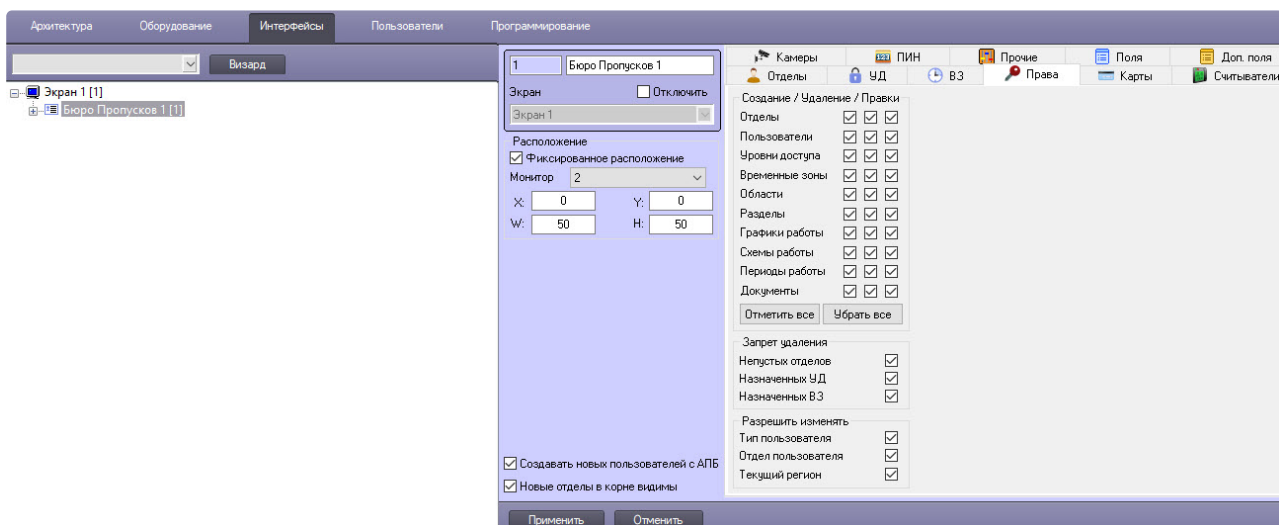 Архитектура Оборудование Интерфейсы Пользователи Программирование
Визард
Экран 1 [1]
Бюро Пропусков 1 [1]
1 Бюро Пропусков 1
Экран Отключить
Экран 1
Расположение
Фиксированное расположение
Монитор 2
X: 0 Y: 0
W: 50 H: 50
Создавать новых пользователей с АПБ
Новые отделы в корне видимы
Применить Отменить
Камеры ПИН Прочие Поля Доп. поля
Отделы УД ВЗ Права Карты Считыватели
Создание / Удаление / Правки
Отделы
Пользователи
Уровни доступа
Временные зоны
Области
Разделы
Графики работы
Схемы работы
Периоды работы
Документы
Отметить все Убрать все
Запрет удаления
Непустых отделов
Назначенных УД
Назначенных ВЗ
Разрешить изменять
Тип пользователя
Отдел пользователя
Текущий регион